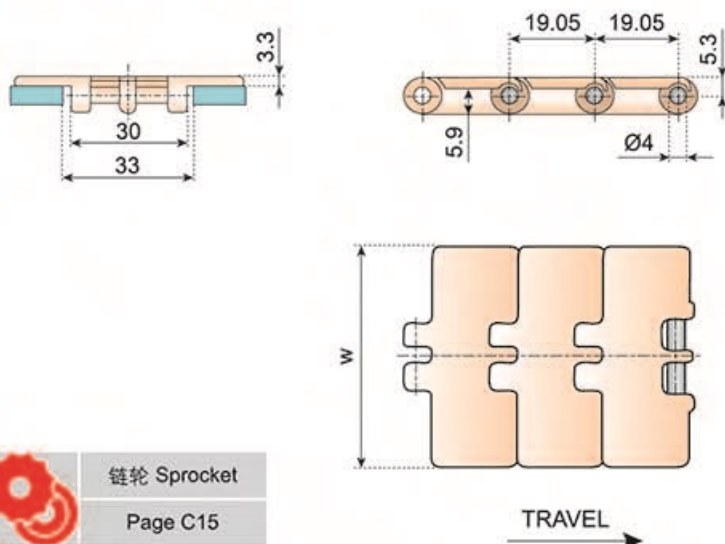 3.3
30
33
19.05 19.05
5.3
5.9
Ø4
w
链轮 Sprocket
Page C15
TRAVEL